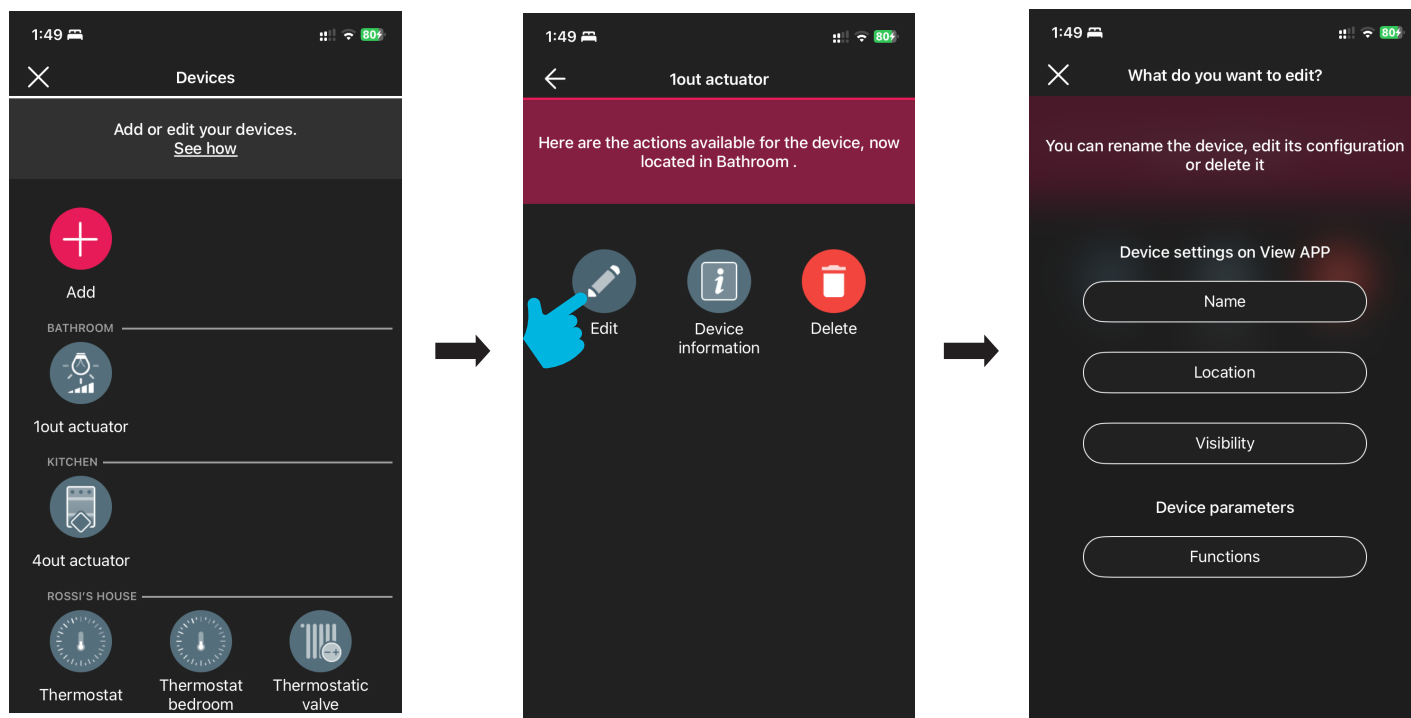 1:49
80
Devices
Add or edit your devices.
See how
Add
BATHROOM
1out actuator
KITCHEN
4out actuator
ROSSI'S HOUSE
Thermostat
Thermostat
bedroom
Thermostatic
valve
1:49
80
1out actuator
Here are the actions available for the device, now
located in Bathroom .
Edit
Device
information
Delete
1:49
80
What do you want to edit?
You can rename the device, edit its configuration
or delete it
Device settings on View APP
Name
Location
Visibility
Device parameters
Functions